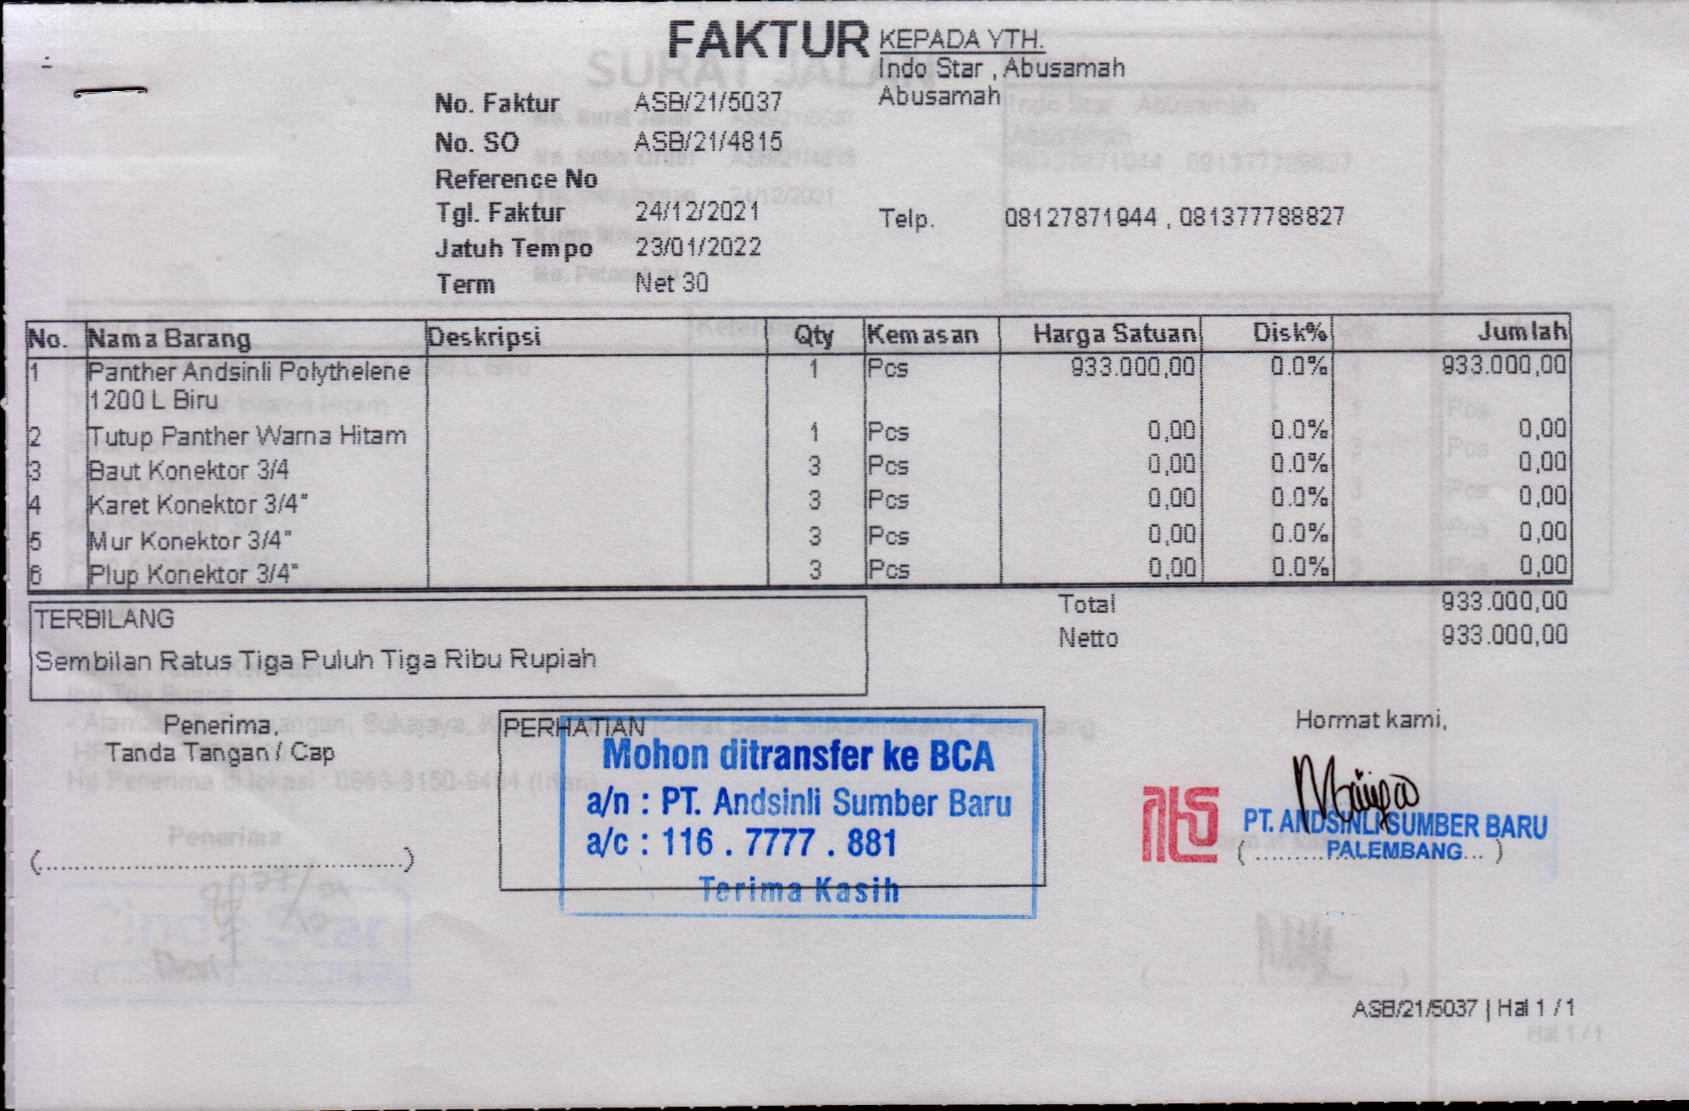 FAKTUR
KEPADA YTH.
Indo Star , Abusamah
Abusamah
No. Faktur ASB/21/5037
No. SO ASB/21/4815
Reference No
Tgl. Faktur 24/12/2021
Telp. 08127871944 , 081377788827
Jatuh Tempo 23/01/2022
Term Net 30
No. Nama Barang Deskripsi Qty Kemasan Harga Satuan Disk% Jumlah
1 Panther Andsinli Polythelene 1 Pcs 933.000,00 0.0% 933.000,00
1200 L Biru
2 Tutup Panther Warna Hitam 1 Pcs 0,00 0.0% 0,00
3 Baut Konektor 3/4 3 Pcs 0,00 0.0% 0,00
4 Karet Konektor 3/4" 3 Pcs 0,00 0.0% 0,00
5 Mur Konektor 3/4" 3 Pcs 0,00 0.0% 0,00
6 Plup Konektor 3/4" 3 Pcs 0,00 0.0% 0,00
Total 933.000,00
Netto 933.000,00
TERBILANG
Sembilan Ratus Tiga Puluh Tiga Ribu Rupiah
Penerima,
Tanda Tangan / Cap
(........................................)
PERHATIAN
Mohon ditransfer ke BCA
a/n : PT. Andsinli Sumber Baru
a/c : 116 . 7777 . 881
Terima Kasih
Hormat kami,
PT. ANDSINLI SUMBER BARU
PALEMBANG
ASB/21/5037 | Hal 1 / 1